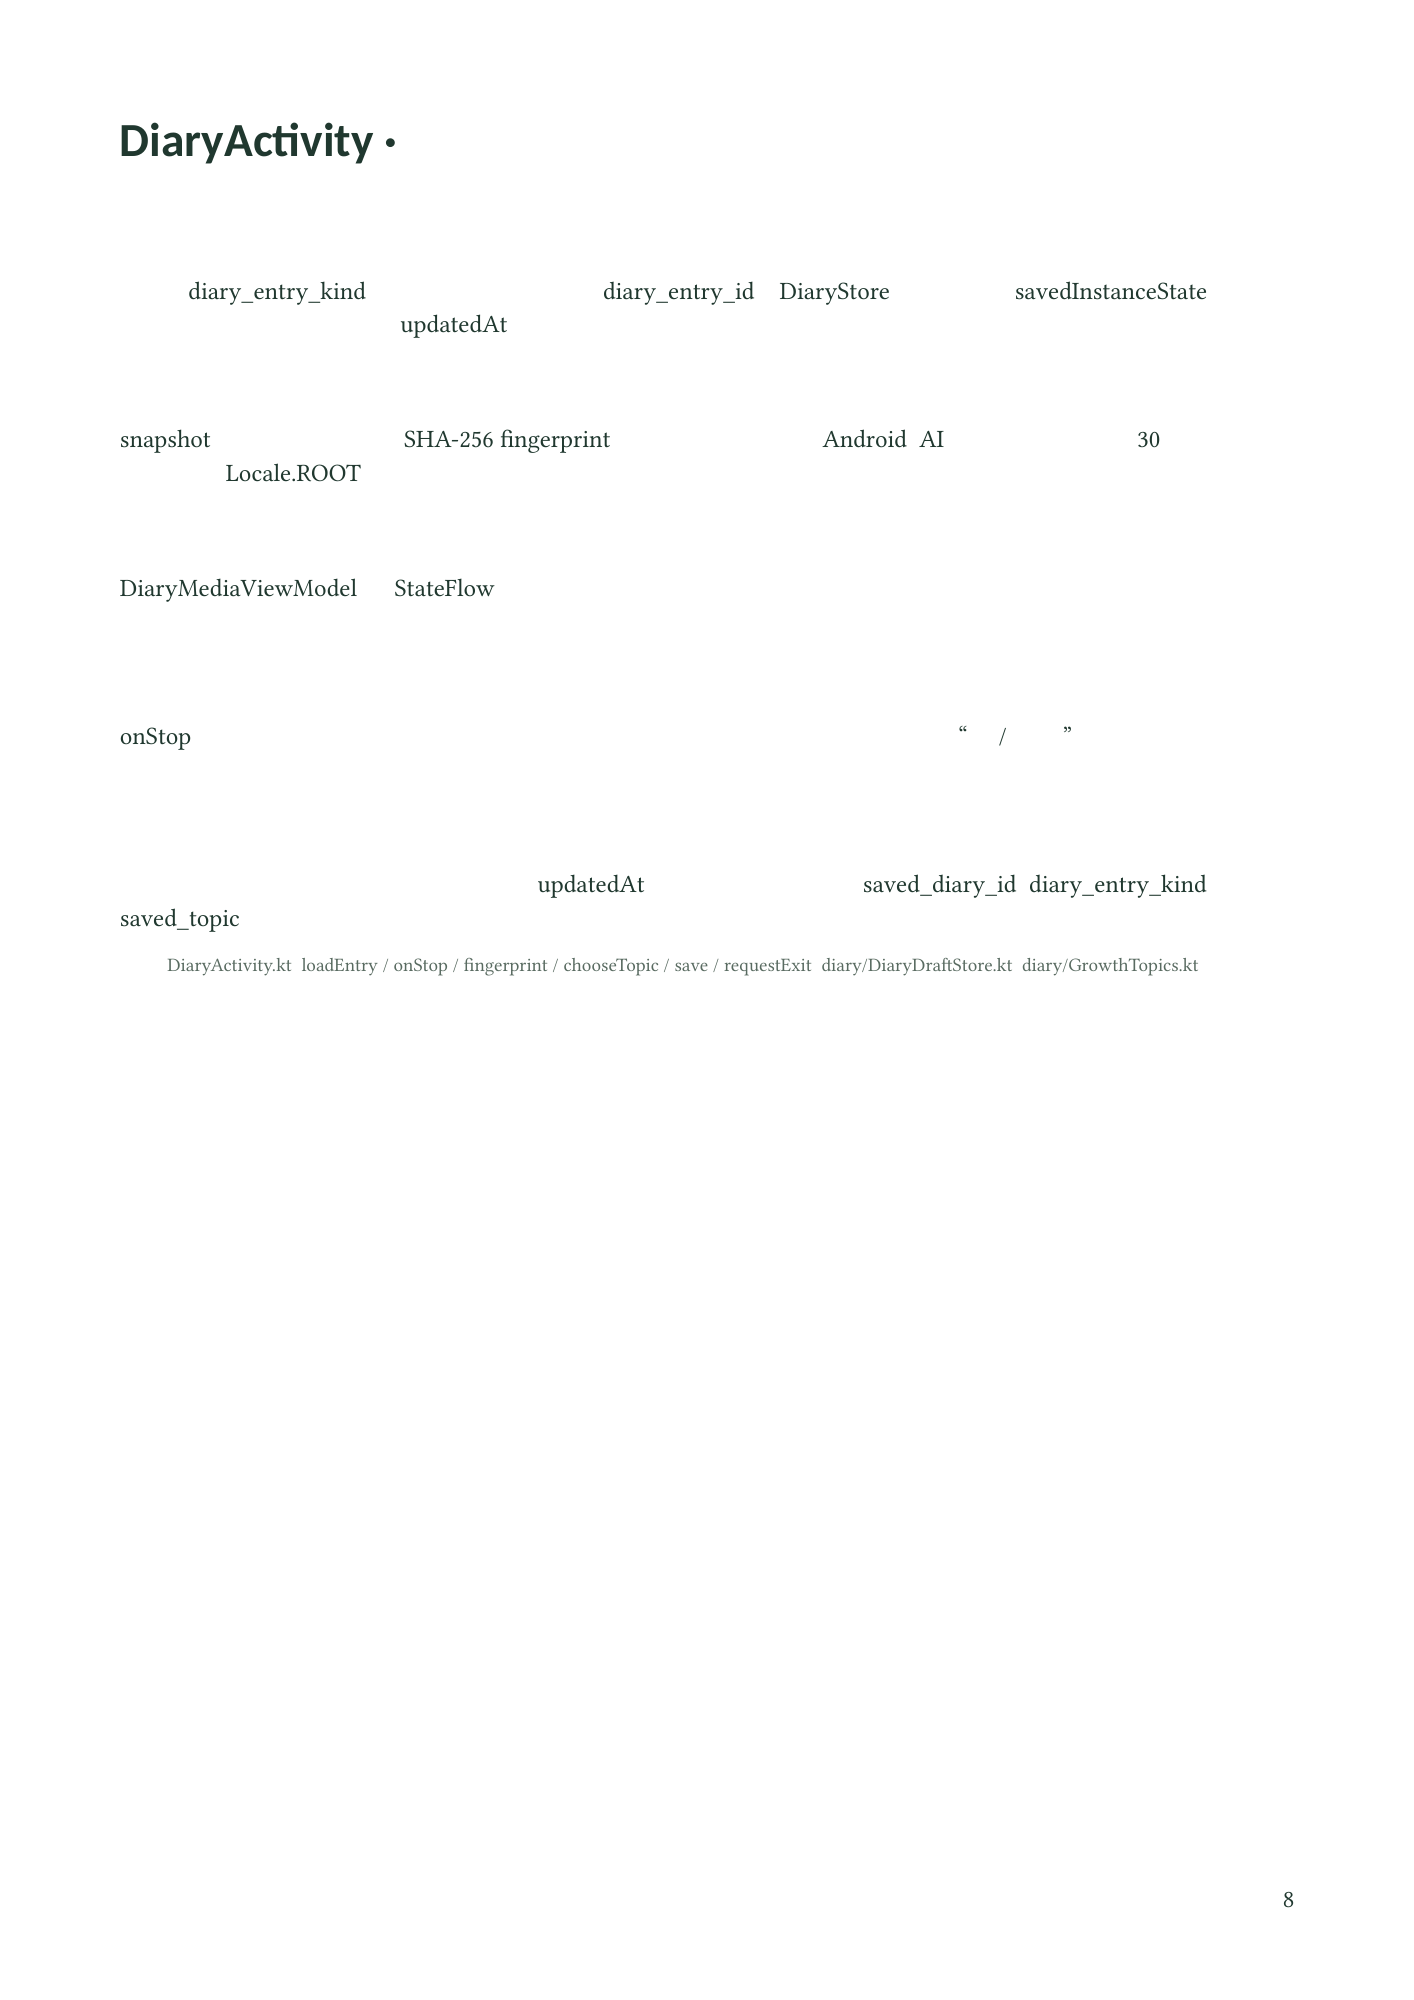 DiaryActivity ·
diary_entry_kind diary_entry_id DiaryStore savedInstanceState
updatedAt
snapshot SHA-256 fingerprint Android AI 30
Locale.ROOT
DiaryMediaViewModel StateFlow
onStop “ / ”
updatedAt saved_diary_id diary_entry_kind
saved_topic
DiaryActivity.kt loadEntry / onStop / fingerprint / chooseTopic / save / requestExit diary/DiaryDraftStore.kt diary/GrowthTopics.kt
8